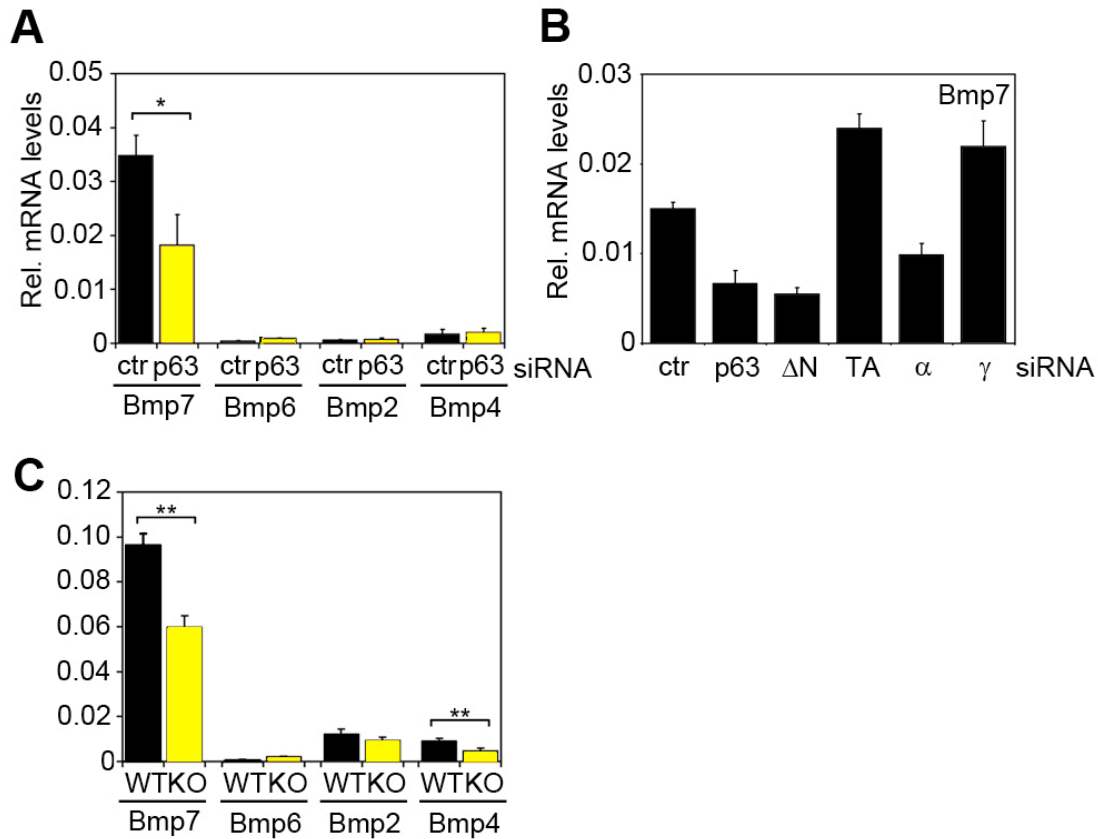 A
Rel. mRNA levels
0.05
0.04
0.03
0.02
0.01
0
*
ctr p63 ctr p63 ctr p63 ctr p63 siRNA
Bmp7 Bmp6 Bmp2 Bmp4
B
Rel. mRNA levels
0.03
0.02
0.01
0
Bmp7
ctr p63 ΔN TA α γ siRNA
C
0.12
0.10
0.08
0.06
0.04
0.02
0
**
**
WT KO WT KO WT KO WT KO
Bmp7 Bmp6 Bmp2 Bmp4